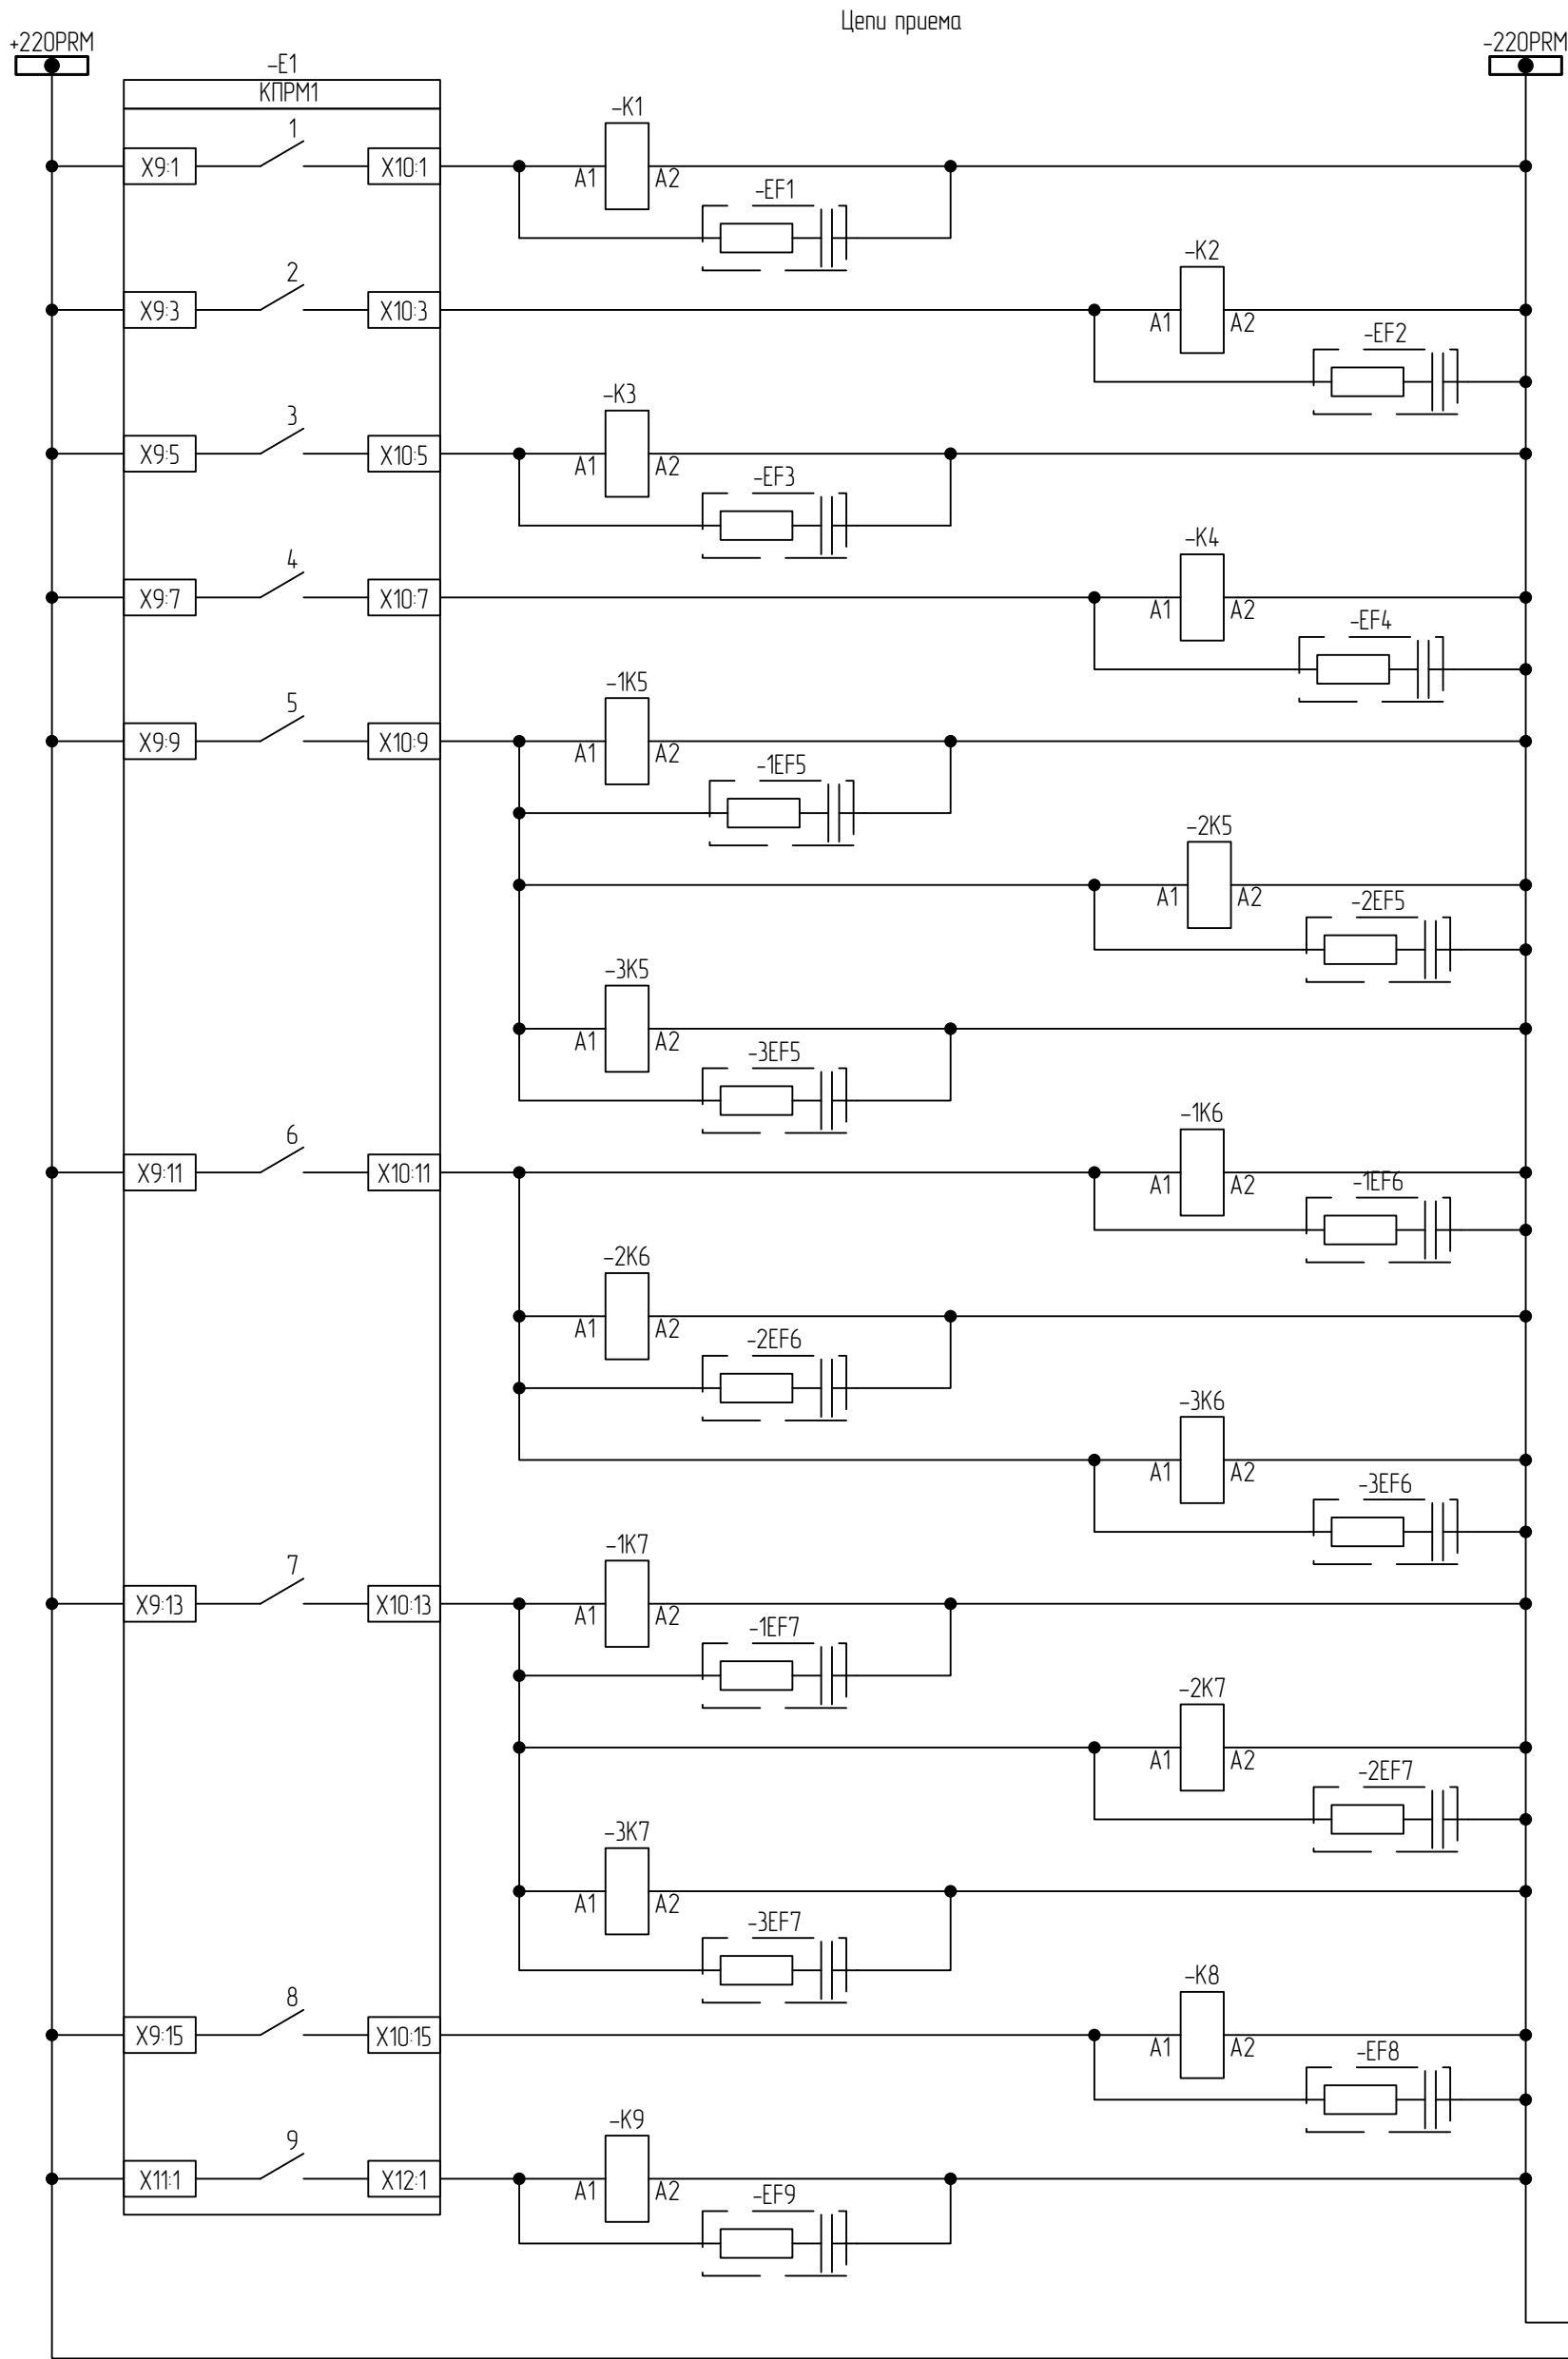 Цепи приема
+220PRM
-220PRM
-E1
КПРМ1
-K1
1
X9:1
X10:1
A1
A2
-EF1
-K2
2
X9:3
X10:3
A1
A2
-EF2
-K3
3
X9:5
X10:5
A1
A2
-EF3
-K4
4
X9:7
X10:7
A1
A2
-EF4
-1K5
5
X9:9
X10:9
A1
A2
-1EF5
-2K5
A1
A2
-2EF5
-3K5
A1
A2
-3EF5
-1K6
6
X9:11
X10:11
A1
A2
-1EF6
-2K6
A1
A2
-2EF6
-3K6
A1
A2
-3EF6
-1K7
7
X9:13
X10:13
A1
A2
-1EF7
-2K7
A1
A2
-2EF7
-3K7
A1
A2
-3EF7
-K8
8
X9:15
X10:15
A1
A2
-EF8
-K9
9
X11:1
X12:1
A1
A2
-EF9